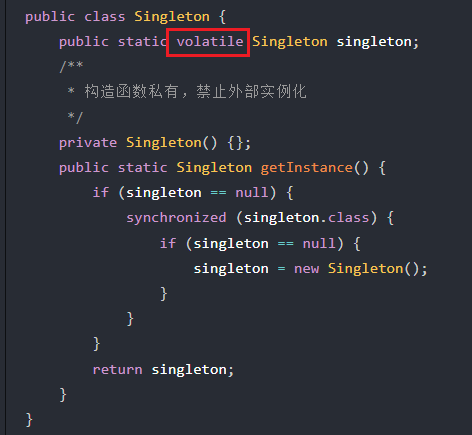 public class Singleton {
    public static volatile Singleton singleton;
    /**
     * 构造函数私有，禁止外部实例化
     */
    private Singleton() {};
    public static Singleton getInstance() {
        if (singleton == null) {
            synchronized (singleton.class) {
                if (singleton == null) {
                    singleton = new Singleton();
                }
            }
        }
        return singleton;
    }
}